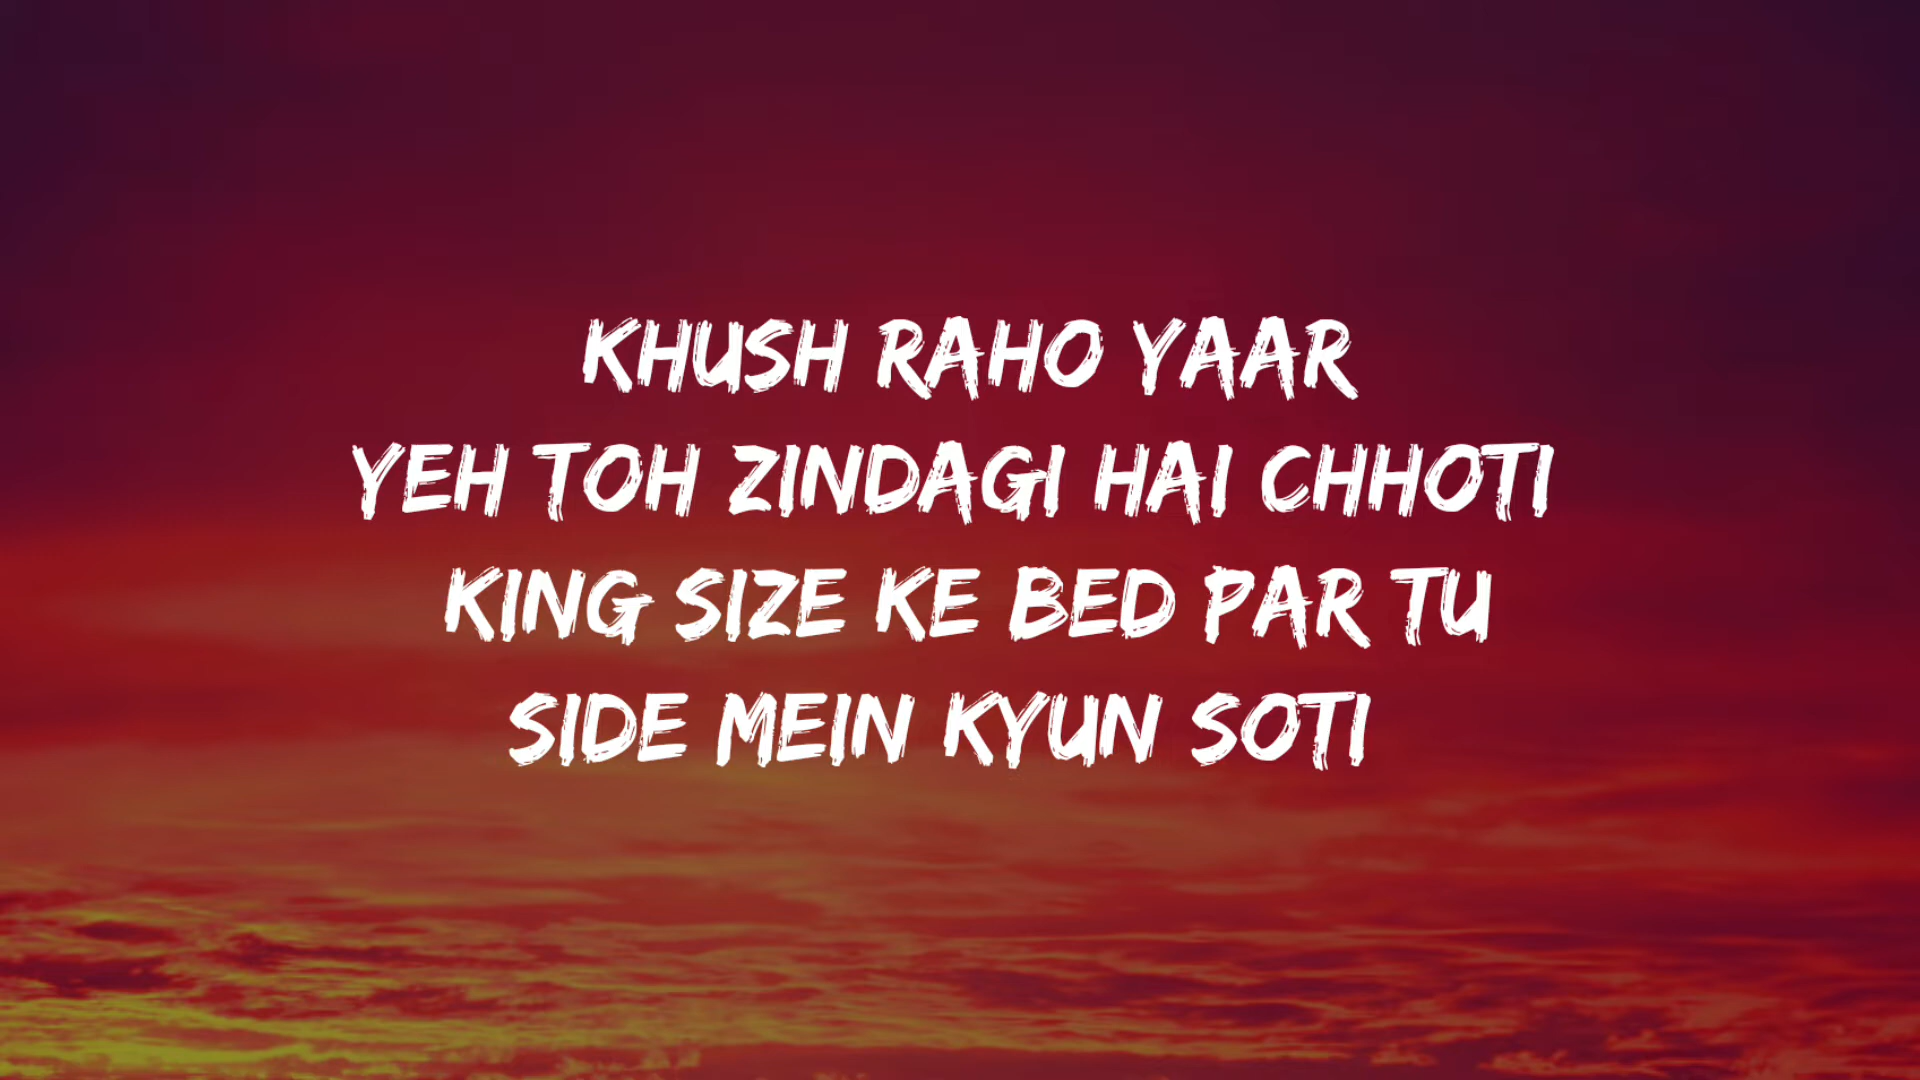 KHUSH RAHO YAAR
YEH TOH ZINDAGI HAI CHHOTI
KING SIZE KE BED PAR TU
SIDE MEIN KYUN SOTI